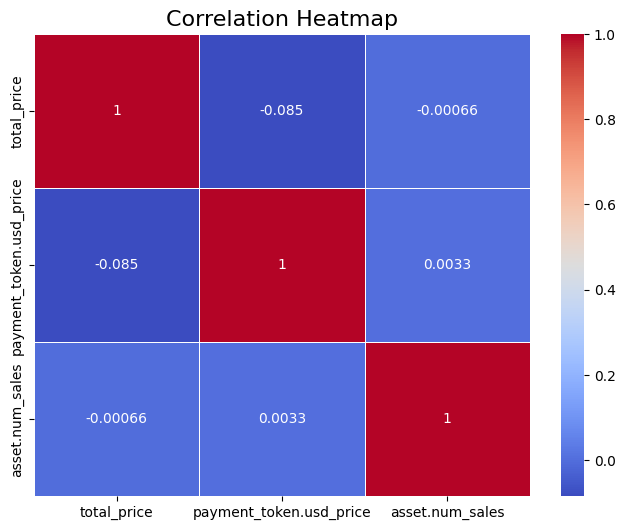 Correlation Heatmap
total_price
1
-0.085
-0.00066
payment_token.usd_price
-0.085
1
0.0033
asset.num_sales
-0.00066
0.0033
1
total_price
payment_token.usd_price
asset.num_sales
1.0
0.8
0.6
0.4
0.2
0.0